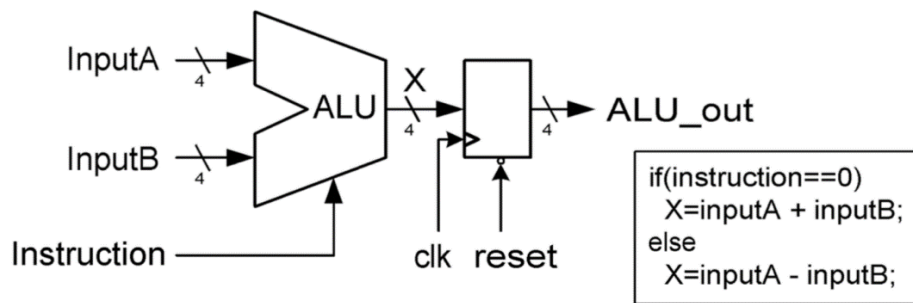 InputA
4
InputB
4
Instruction
ALU
X
4
4
ALU_out
clk
reset
if(instruction==0)
X=inputA + inputB;
else
X=inputA - inputB;